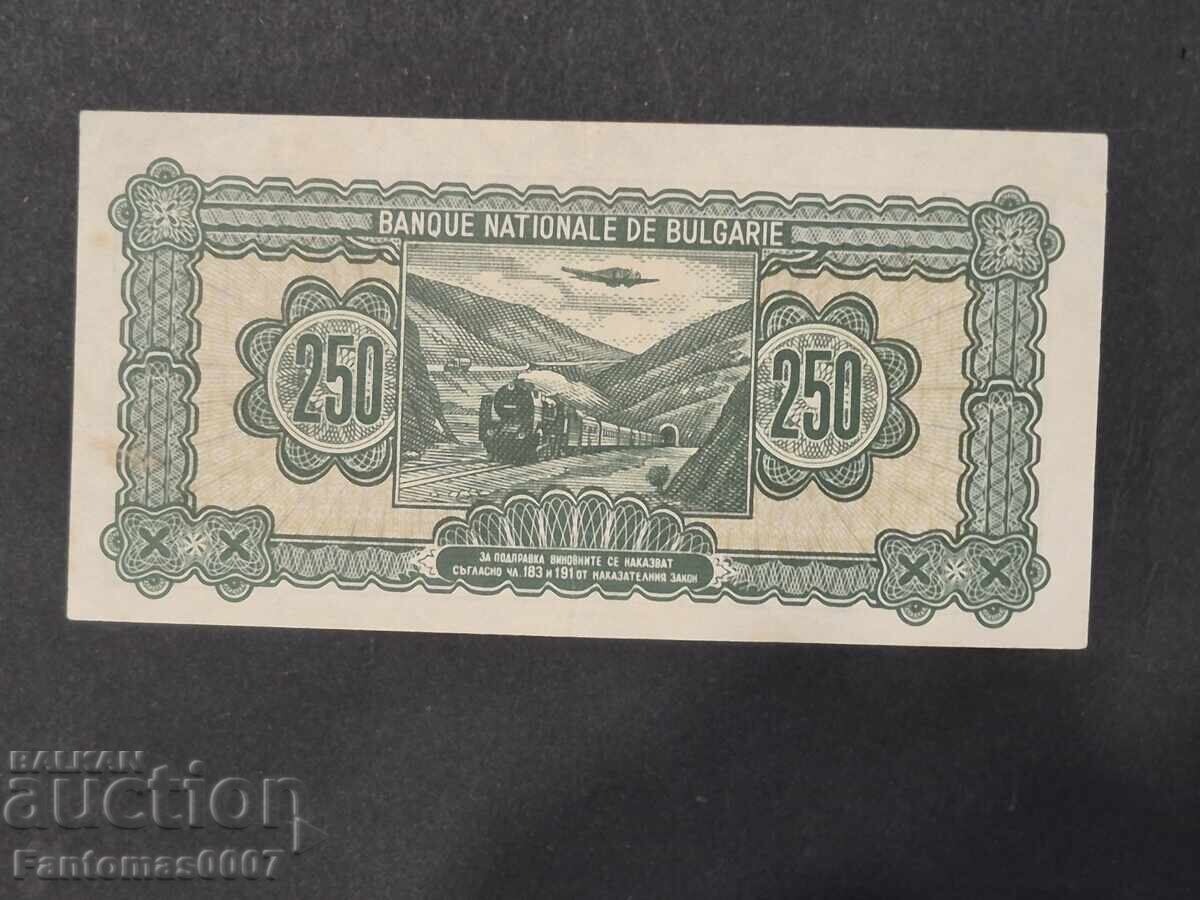 BANQUE NATIONALE DE BULGARIE
250
250
ЗА ПОДПРАВКА ВИНОВНИТЕ СЕ НАКАЗВАТ
СЪГЛАСНО ЧЛ. 183 И 191 ОТ НАКАЗАТЕЛНИЯ ЗАКОН
BALKAN
auction
Fantomas0007